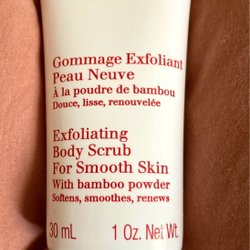 Gommage Exfoliant
Peau Neuve
À la poudre de bambou
Douce, lisse, renouvelée
Exfoliating
Body Scrub
For Smooth Skin
With bamboo powder
Softens, smoothes, renews
30 mL 1 Oz. Net Wt.